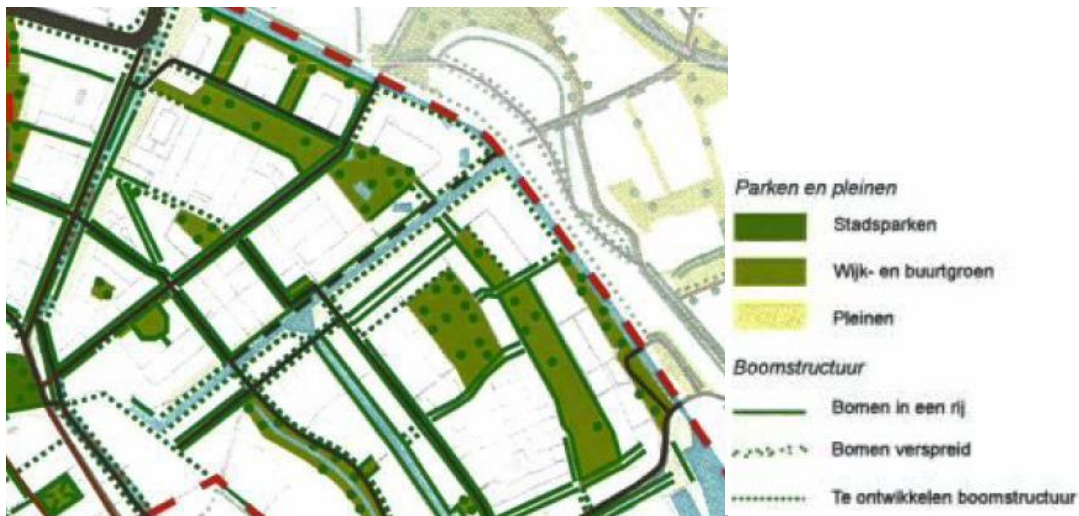 Parken en pleinen
Stadsparken
Wijk- en buurtgroen
Pleinen
Boomstructuur
Bomen in een rij
Bomen verspreid
Te ontwikkelen boomstructuur